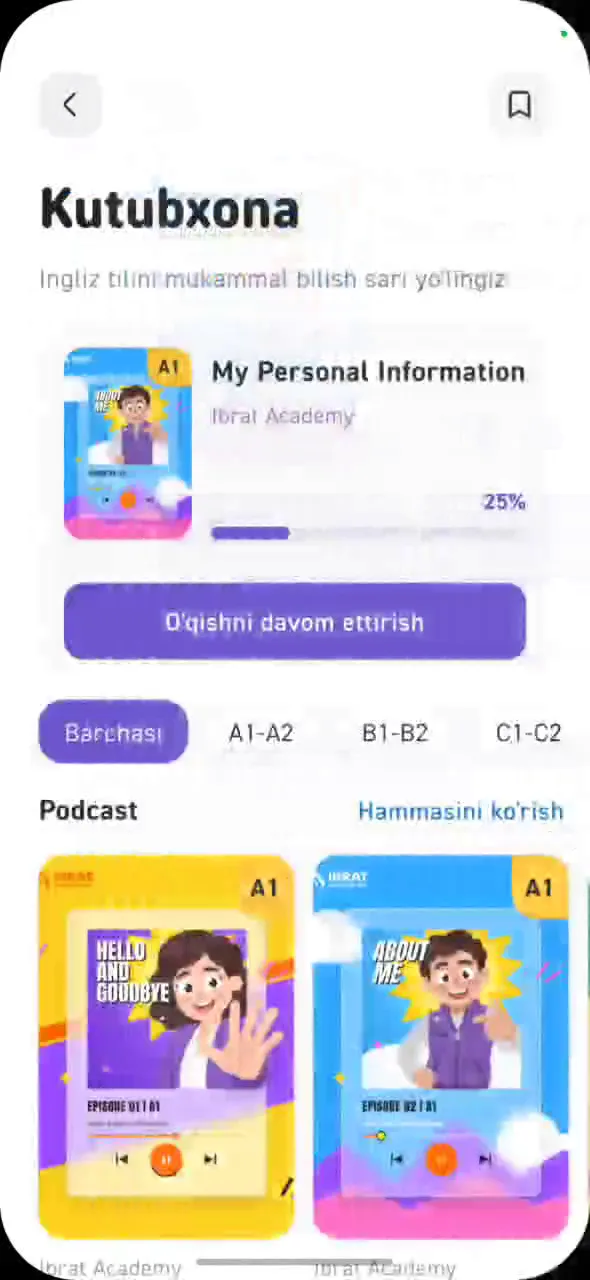 Kutubxona
Ingliz tilini mukammal bilish sari yo'lingiz
A1
ABOUT
ME
My Personal Information
Ibrat Academy
25%
O'qishni davom ettirish
Barchasi
A1-A2
B1-B2
C1-C2
Podcast
Hammasini ko'rish
IBRAT
A1
HELLO
AND
GOODBYE
EPISODE 01 | A1
IBRAT
A1
ABOUT
ME
EPISODE 02 | A1
Ibrat Academy
Ibrat Academy